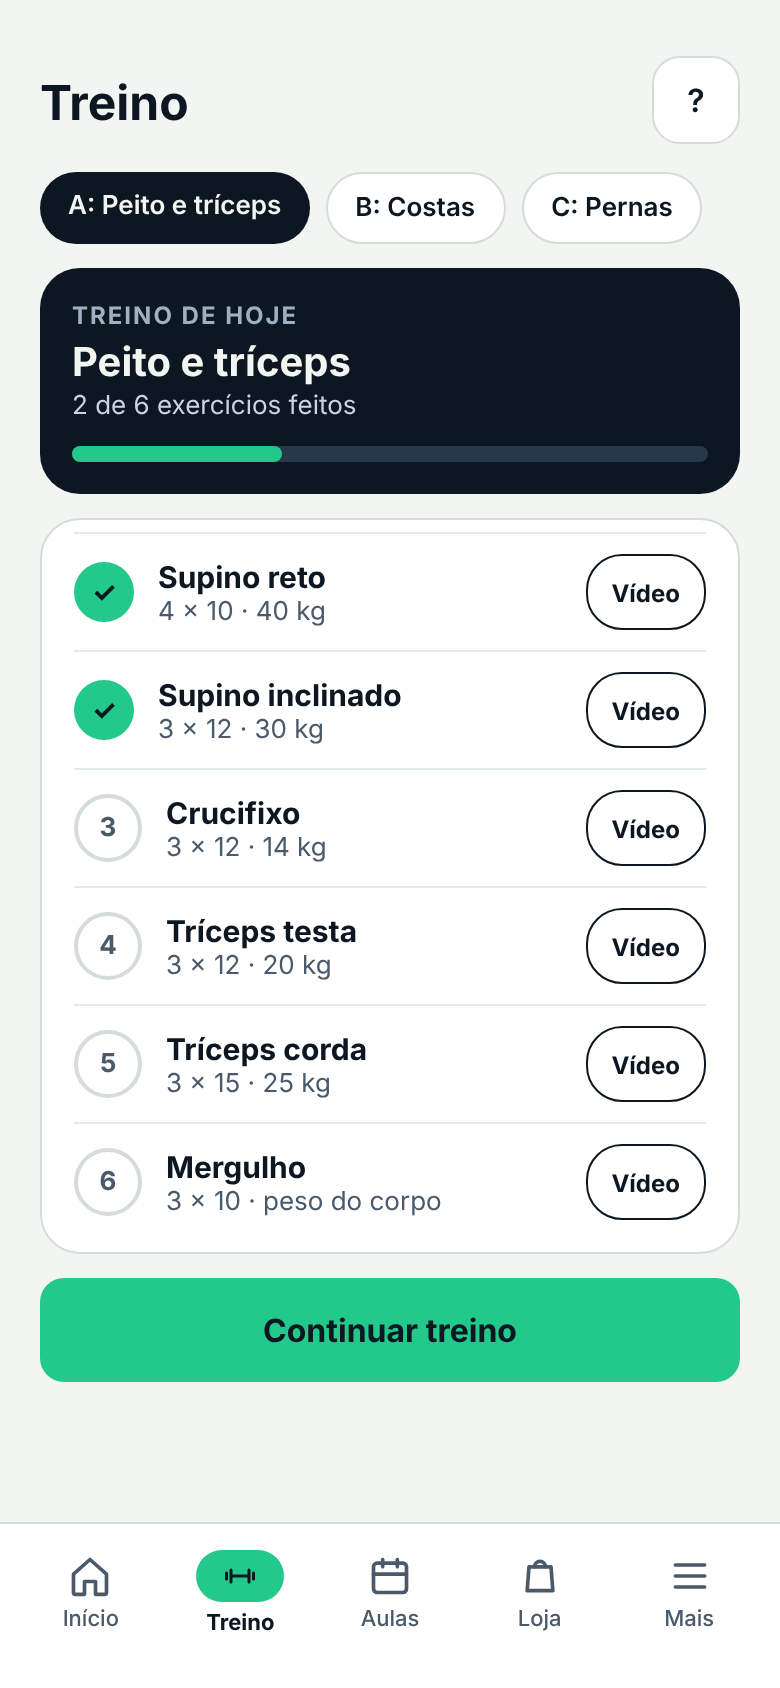 Treino
?
A: Peito e tríceps
B: Costas
C: Pernas
TREINO DE HOJE
Peito e tríceps
2 de 6 exercícios feitos
Supino reto
4 × 10 · 40 kg
Vídeo
Supino inclinado
3 × 12 · 30 kg
Vídeo
3
Crucifixo
3 × 12 · 14 kg
Vídeo
4
Tríceps testa
3 × 12 · 20 kg
Vídeo
5
Tríceps corda
3 × 15 · 25 kg
Vídeo
6
Mergulho
3 × 10 · peso do corpo
Vídeo
Continuar treino
Início
Treino
Aulas
Loja
Mais